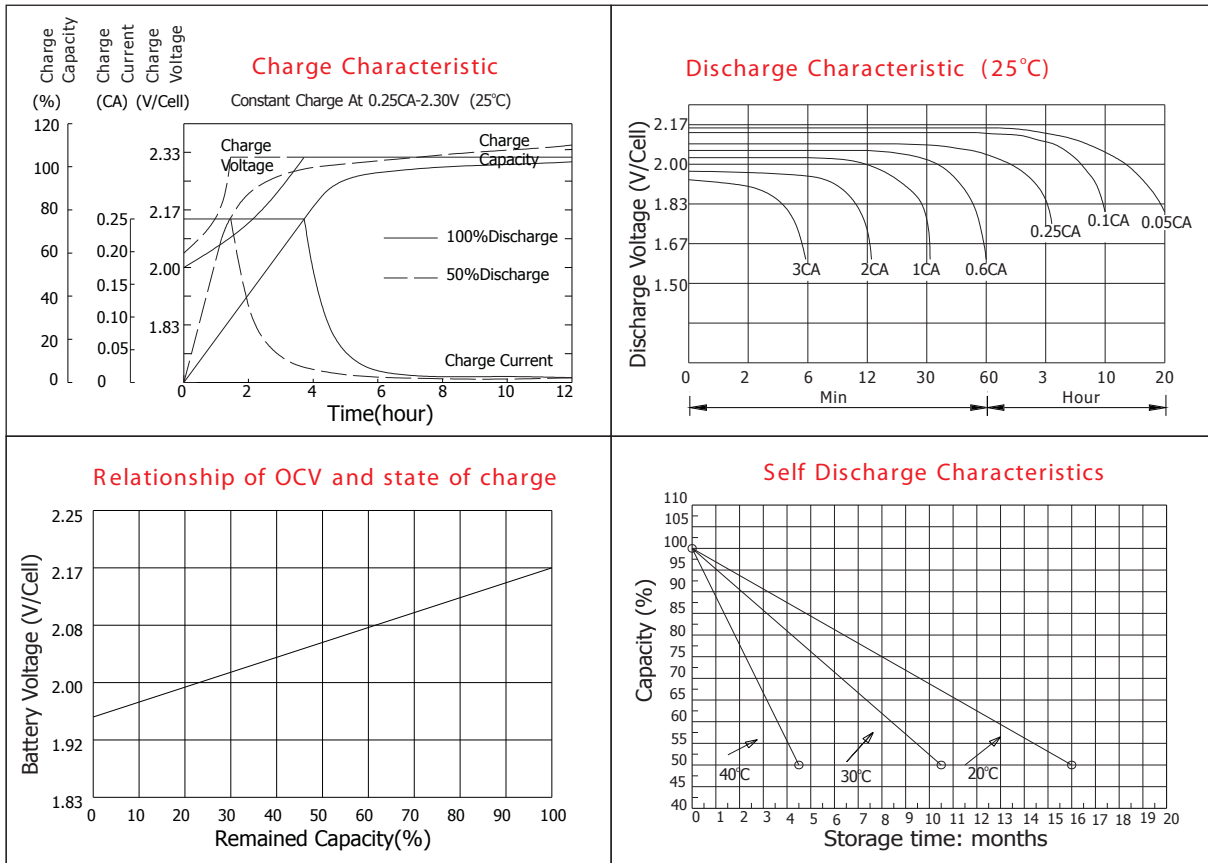 Charge Capacity
Charge Current
Charge Voltage
(%) (CA) (V/Cell)
Charge Characteristic
Constant Charge At 0.25CA-2.30V (25°C)
120
100
80
60
40
20
0
0.25
0.20
0.15
0.10
0.05
0
2.33
2.17
2.00
1.83
Charge Voltage
Charge Capacity
100%Discharge
50%Discharge
Charge Current
0 2 4 6 8 10 12
Time(hour)
Discharge Characteristic (25°C)
Discharge Voltage (V/Cell)
2.17
2.00
1.83
1.67
1.50
3CA 2CA 1CA 0.6CA 0.25CA 0.1CA 0.05CA
0 2 6 12 30 60 3 10 20
Min Hour
Relationship of OCV and state of charge
Battery Voltage (V/Cell)
2.25
2.17
2.08
2.00
1.92
1.83
0 10 20 30 40 50 60 70 80 90 100
Remained Capacity(%)
Self Discharge Characteristics
Capacity (%)
110
105
100
95
90
85
80
75
70
65
60
55
50
45
40
40°C 30°C 20°C
0 1 2 3 4 5 6 7 8 9 10 11 12 13 14 15 16 17 18 19 20
Storage time: months